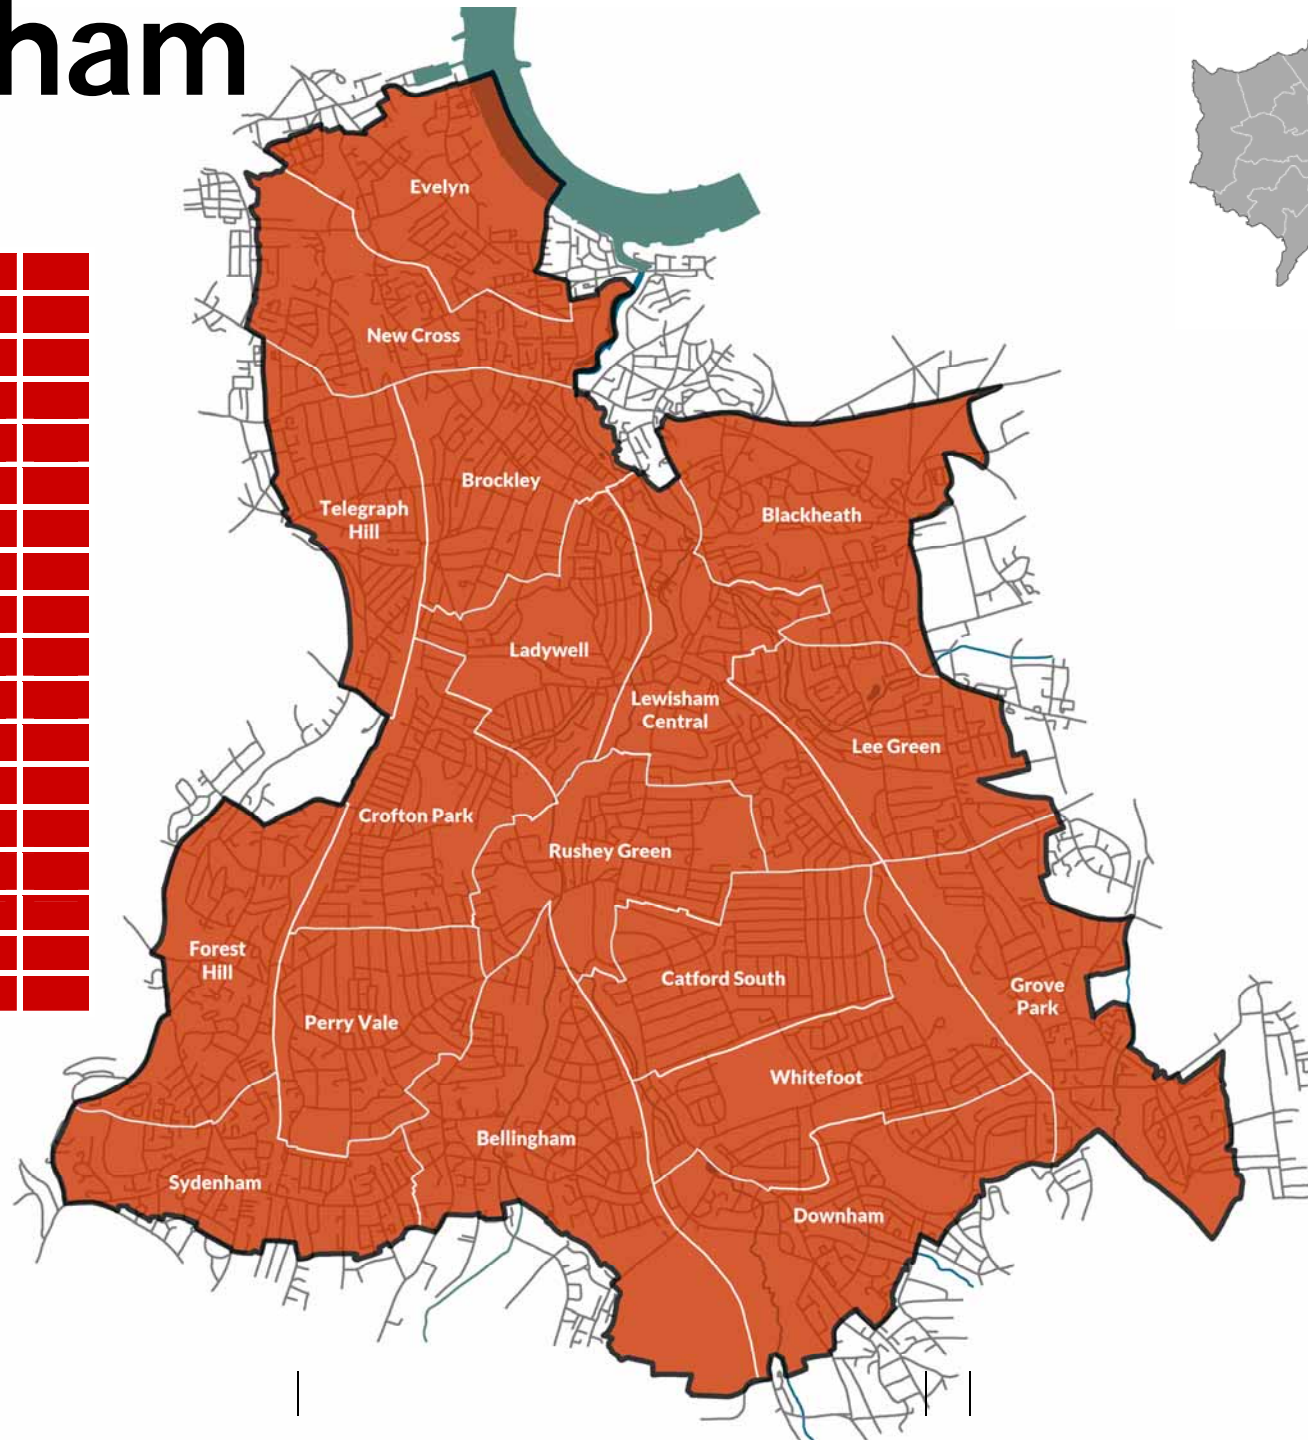 ham
Evelyn
New Cross
Brockley
Telegraph
Hill
Blackheath
Ladywell
Lewisham
Central
Lee Green
Crofton Park
Rushey Green
Forest
Hill
Catford South
Grove
Park
Perry Vale
Whitefoot
Bellingham
Sydenham
Downham